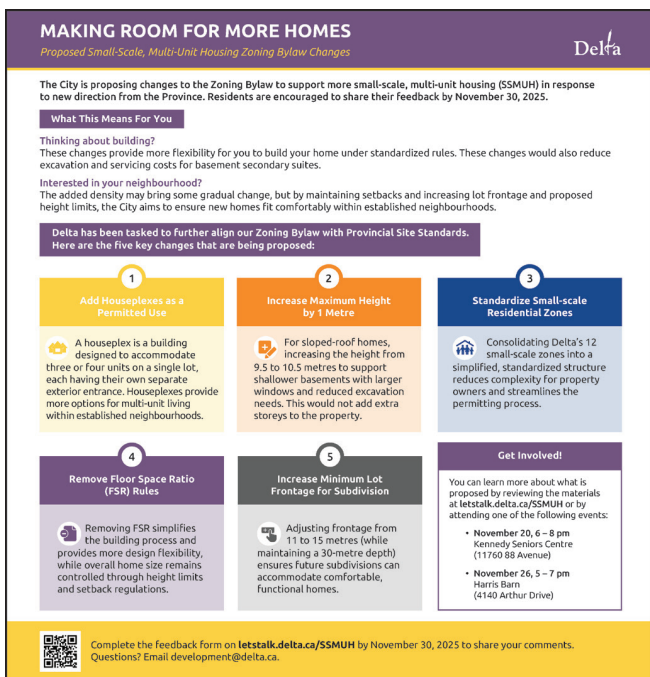 MAKING ROOM FOR MORE HOMES
Proposed Small-Scale, Multi-Unit Housing Zoning Bylaw Changes
Delta
The City is proposing changes to the Zoning Bylaw to support more small-scale, multi-unit housing (SSMUH) in response
to new direction from the Province. Residents are encouraged to share their feedback by November 30, 2025.
What This Means For You
Thinking about building?
These changes provide more flexibility for you to build your home under standardized rules. These changes would also reduce
excavation and servicing costs for basement secondary suites.
Interested in your neighbourhood?
The added density may bring some gradual change, but by maintaining setbacks and increasing lot frontage and proposed
height limits, the City aims to ensure new homes fit comfortably within established neighbourhoods.
Delta has been tasked to further align our Zoning Bylaw with Provincial Site Standards.
Here are the five key changes that are being proposed:
1
Add Houseplexes as a
Permitted Use
A houseplex is a building
designed to accommodate
three or four units on a single lot,
each having their own separate
exterior entrance. Houseplexes provide
more options for multi-unit living
within established neighbourhoods.
2
Increase Maximum Height
by 1 Metre
For sloped-roof homes,
increasing the height from
9.5 to 10.5 metres to support
shallower basements with larger
windows and reduced excavation
needs. This would not add extra
storeys to the property.
3
Standardize Small-scale
Residential Zones
Consolidating Delta's 12
small-scale zones into a
simplified, standardized structure
reduces complexity for property
owners and streamlines the
permitting process.
4
Remove Floor Space Ratio
(FSR) Rules
Removing FSR simplifies
the building process and
provides more design flexibility,
while overall home size remains
controlled through height limits
and setback regulations.
5
Increase Minimum Lot
Frontage for Subdivision
Adjusting frontage from
11 to 15 metres (while
maintaining a 30-metre depth)
ensures future subdivisions can
accommodate comfortable,
functional homes.
Get Involved!
You can learn more about what is
proposed by reviewing the materials
at letstalk.delta.ca/SSMUH or by
attending one of the following events:
• November 20, 6 – 8 pm
Kennedy Seniors Centre
(11760 88 Avenue)
• November 26, 5 – 7 pm
Harris Barn
(4140 Arthur Drive)
Complete the feedback form on letstalk.delta.ca/SSMUH by November 30, 2025 to share your comments.
Questions? Email development@delta.ca.